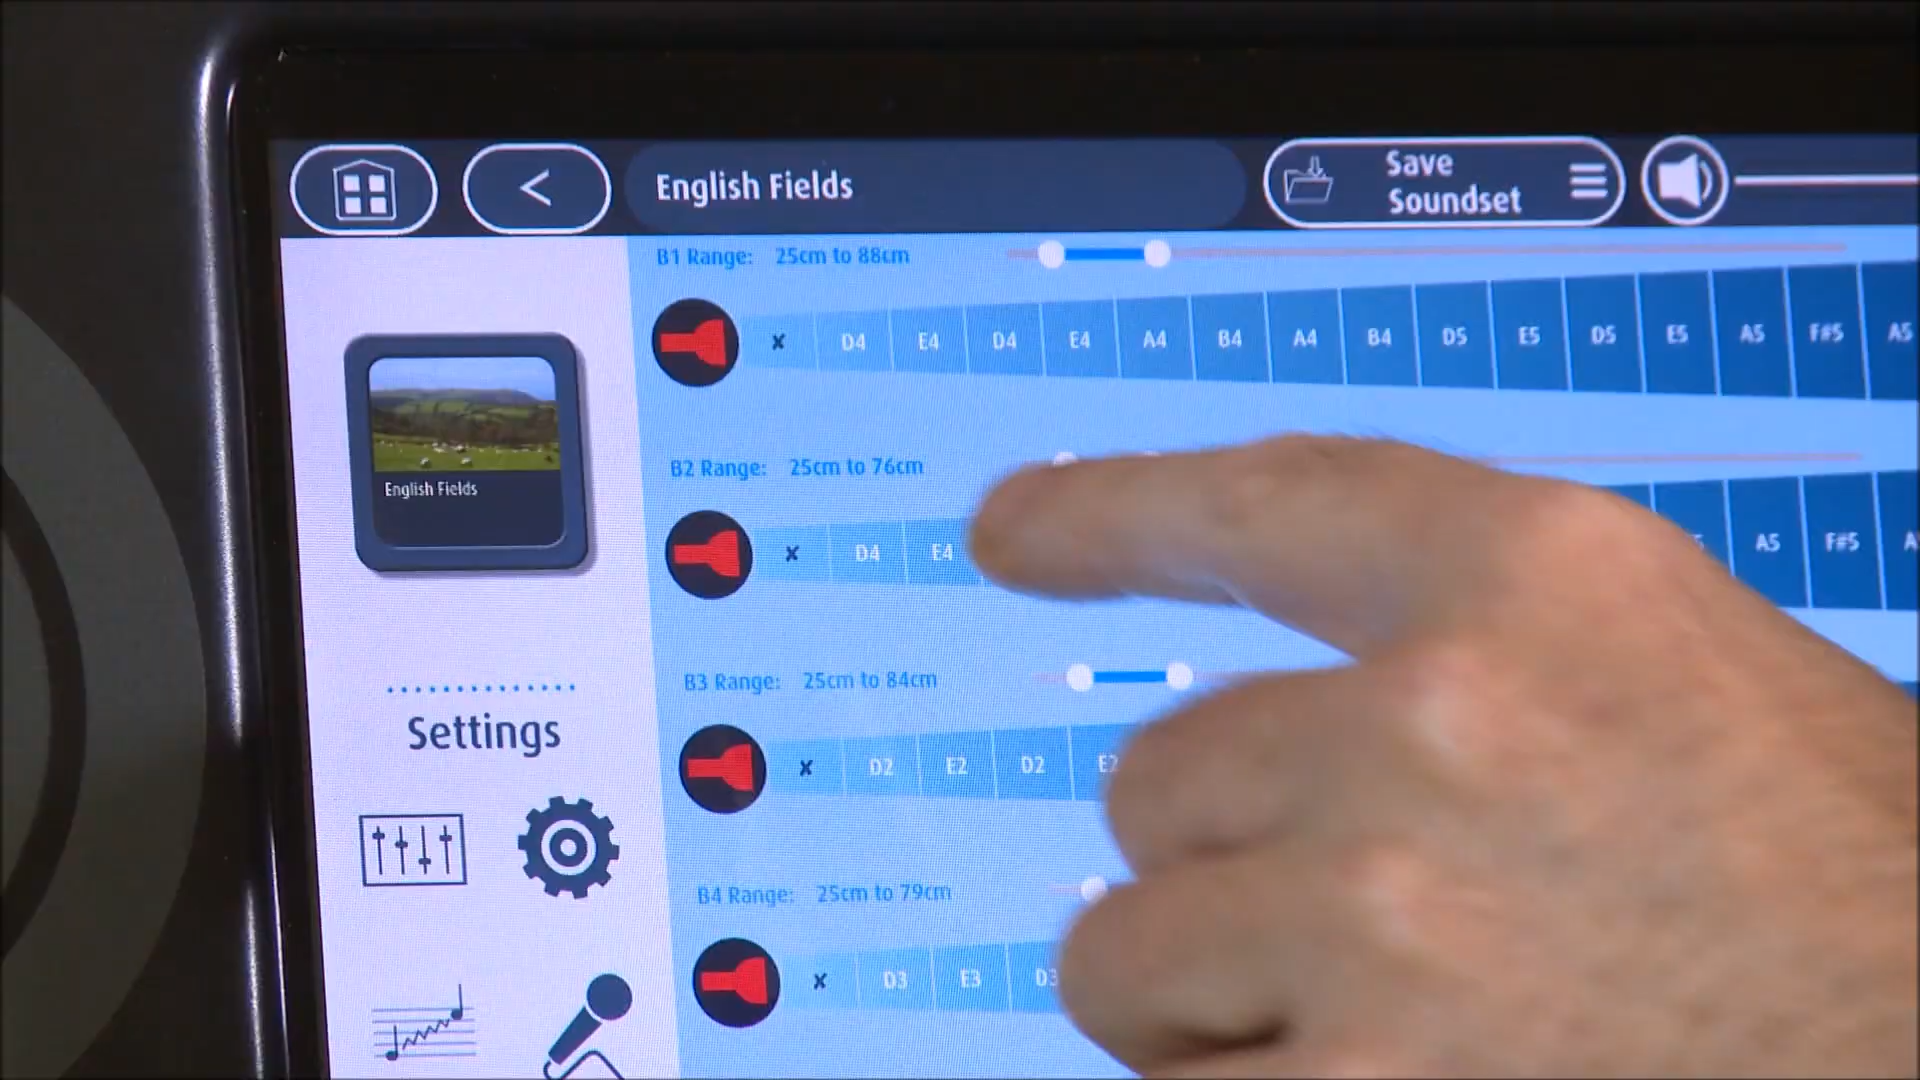 <
English Fields
Save
Soundset
B1 Range: 25cm to 88cm
x D4 E4 D4 E4 A4 B4 A4 B4 D5 E5 D5 E5 A5 F#5 A5
B2 Range: 25cm to 76cm
x D4 E4 A5 F#5
English Fields
B3 Range: 25cm to 84cm
Settings
x D2 E2 D2 E2
B4 Range: 25cm to 79cm
x D3 E3 D3